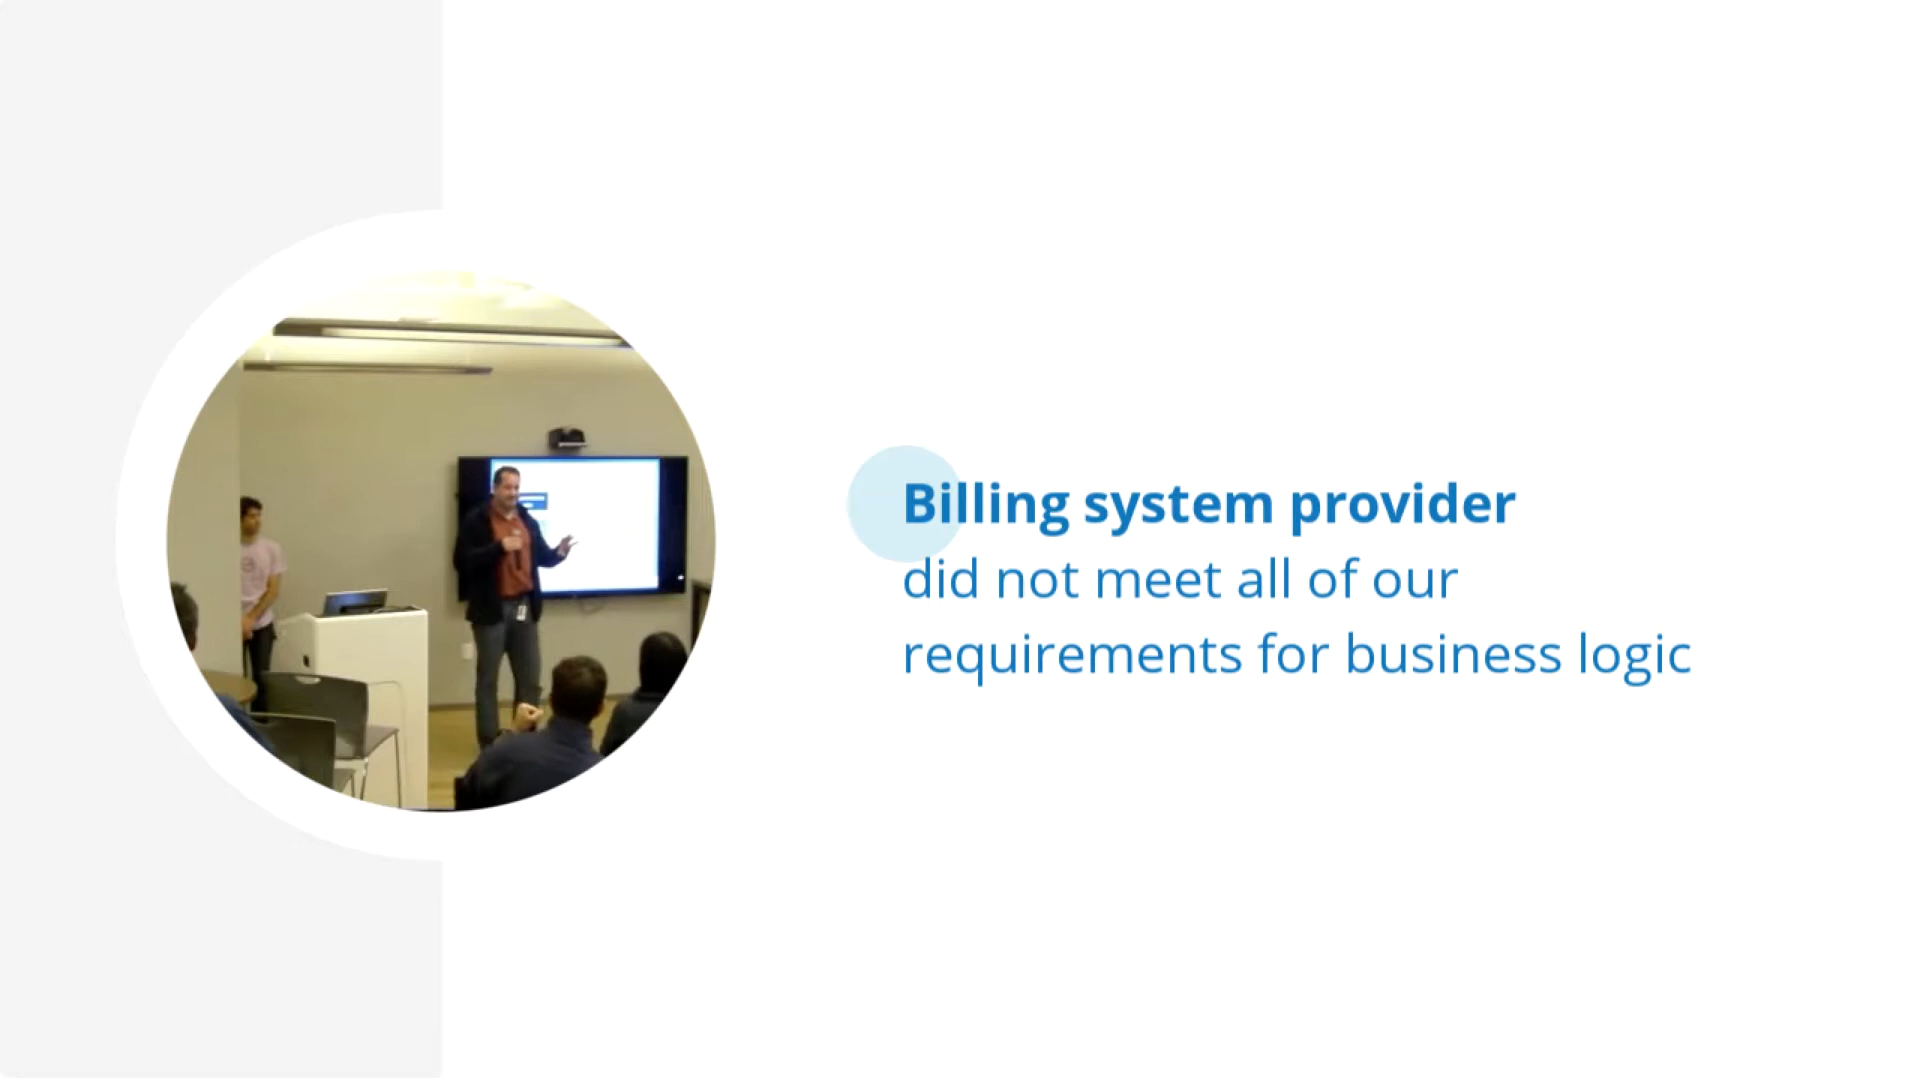 Billing system provider
did not meet all of our
requirements for business logic